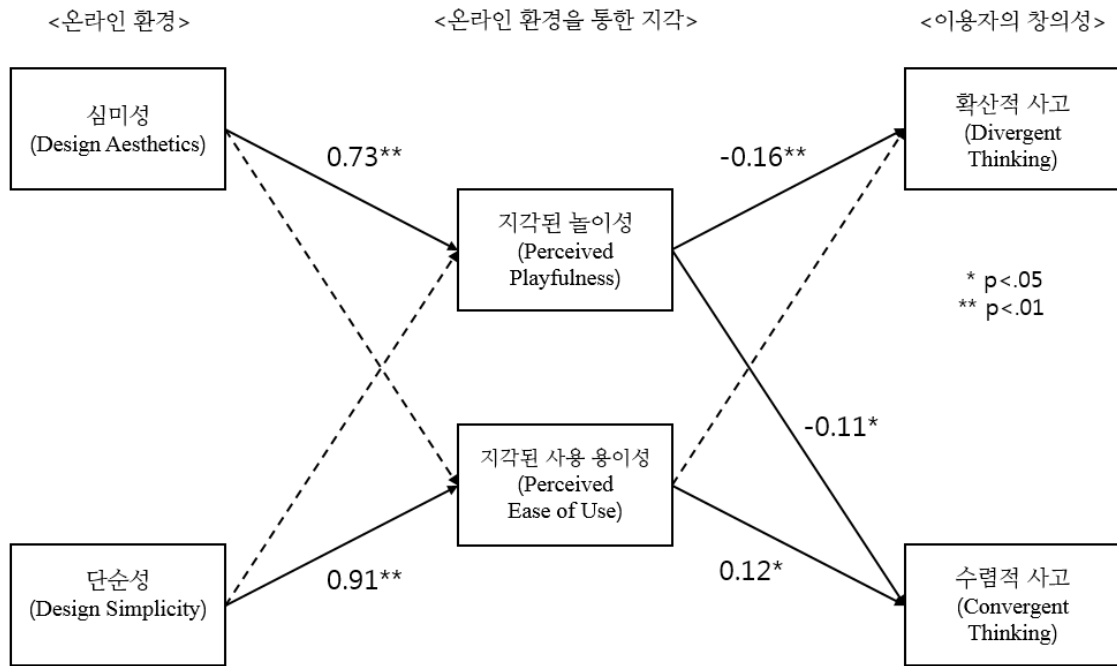 <온라인 환경>
<온라인 환경을 통한 지각>
<이용자의 창의성>
심미성
(Design Aesthetics)
확산적 사고
(Divergent
Thinking)
0.73**
-0.16**
지각된 놀이성
(Perceived
Playfulness)
* p<.05
** p<.01
-0.11*
지각된 사용 용이성
(Perceived
Ease of Use)
단순성
(Design Simplicity)
0.91**
0.12*
수렴적 사고
(Convergent
Thinking)